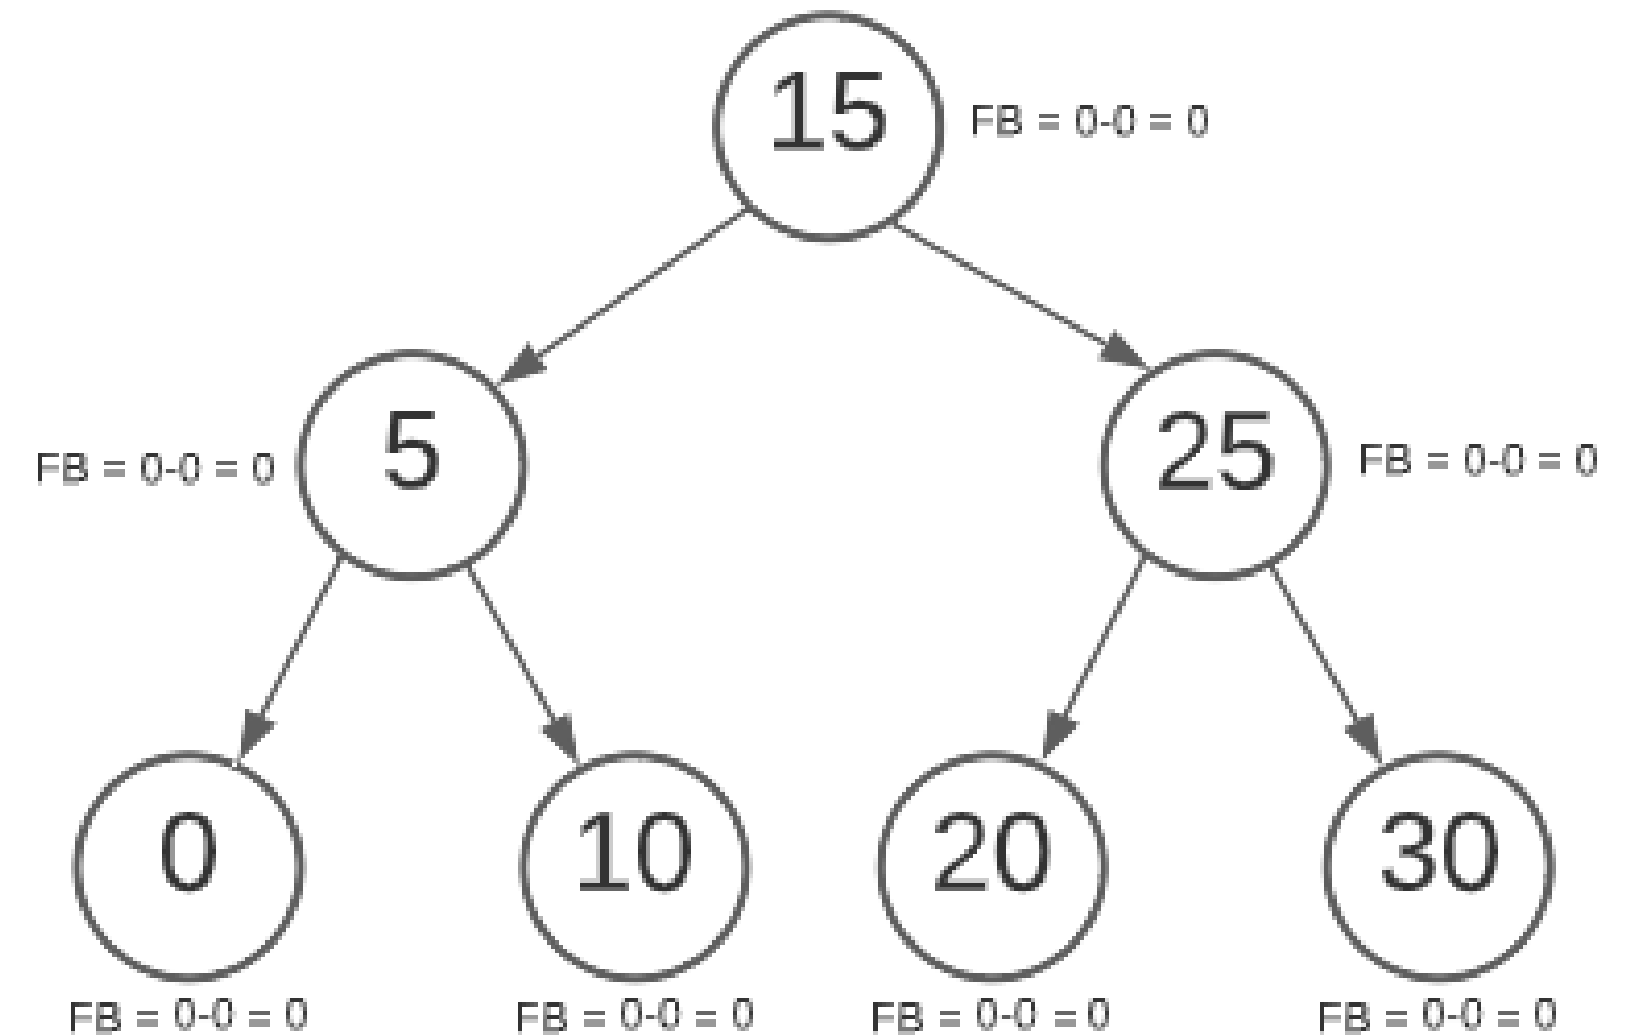 15
FB = 0-0 = 0
FB = 0-0 = 0
5
25
FB = 0-0 = 0
0
10
20
30
FB = 0-0 = 0
FB = 0-0 = 0
FB = 0-0 = 0
FB = 0-0 = 0